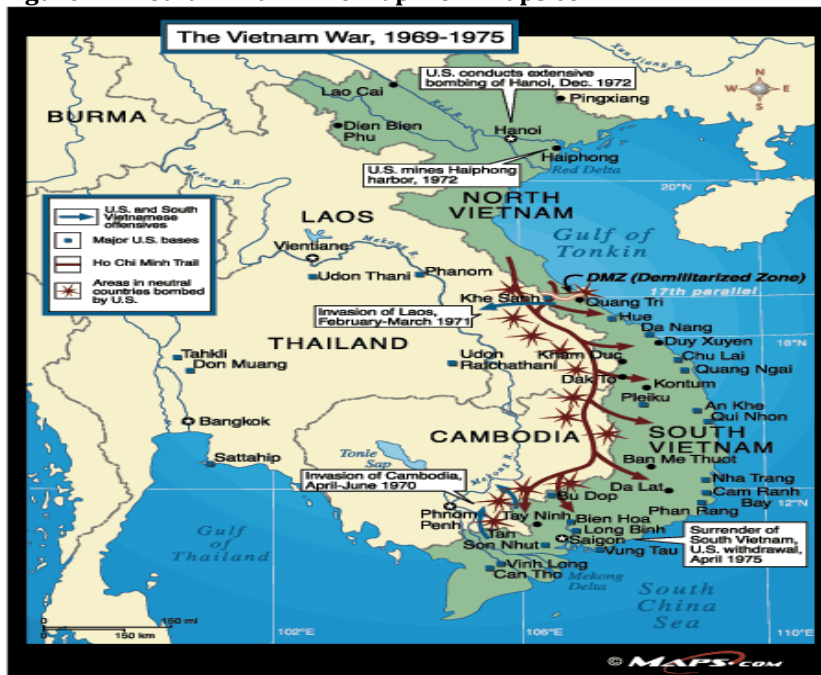 The Vietnam War, 1969-1975
U.S. conducts extensive
bombing of Hanoi, Dec. 1972
Xun Jiang R.
N
W
E
S
Lao Cai
Pingxiang
BURMA
Red R.
Dien Bien
Phu
Hanoi
Haiphong
U.S. mines Haiphong
harbor, 1972
Red Delta
Mekong R.
20°N
NORTH
VIETNAM
U.S. and South
Vietnamese
offensives
Major U.S. bases
Ho Chi Minh Trail
Areas in neutral
countries bombed
by U.S.
LAOS
Gulf of
Tonkin
Vientiane
Mekong R.
Udon Thani
Phanom
DMZ (Demilitarized Zone)
17th parallel
Khe Sanh
Quang Tri
Invasion of Laos,
February-March 1971
Hue
Da Nang
16°N
THAILAND
Duy Xuyen
Tahkli
Don Muang
Udon
Ratchathani
Kham Duc
Chu Lai
Quang Ngai
Dak To
Kontum
Pleiku
An Khe
Qui Nhon
Bangkok
CAMBODIA
SOUTH
VIETNAM
Sattahip
Tonle
Sap
Mekong R.
Ban Me Thuot
Invasion of Cambodia,
April-June 1970
Nha Trang
Bu Dop
Da Lat
Cam Ranh
Bay
12°N
Phnom
Penh
Tay Ninh
Phan Rang
Bien Hoa
Long Binh
Gulf
of
Thailand
Tan
Son Nhut
Saigon
Surrender of
South Vietnam,
U.S. withdrawal,
April 1975
Vung Tau
Vinh Long
Can Tho
Mekong
Delta
South
China
Sea
0
150 mi
0
150 km
102°E
106°E
110°E
© MAPS.COM